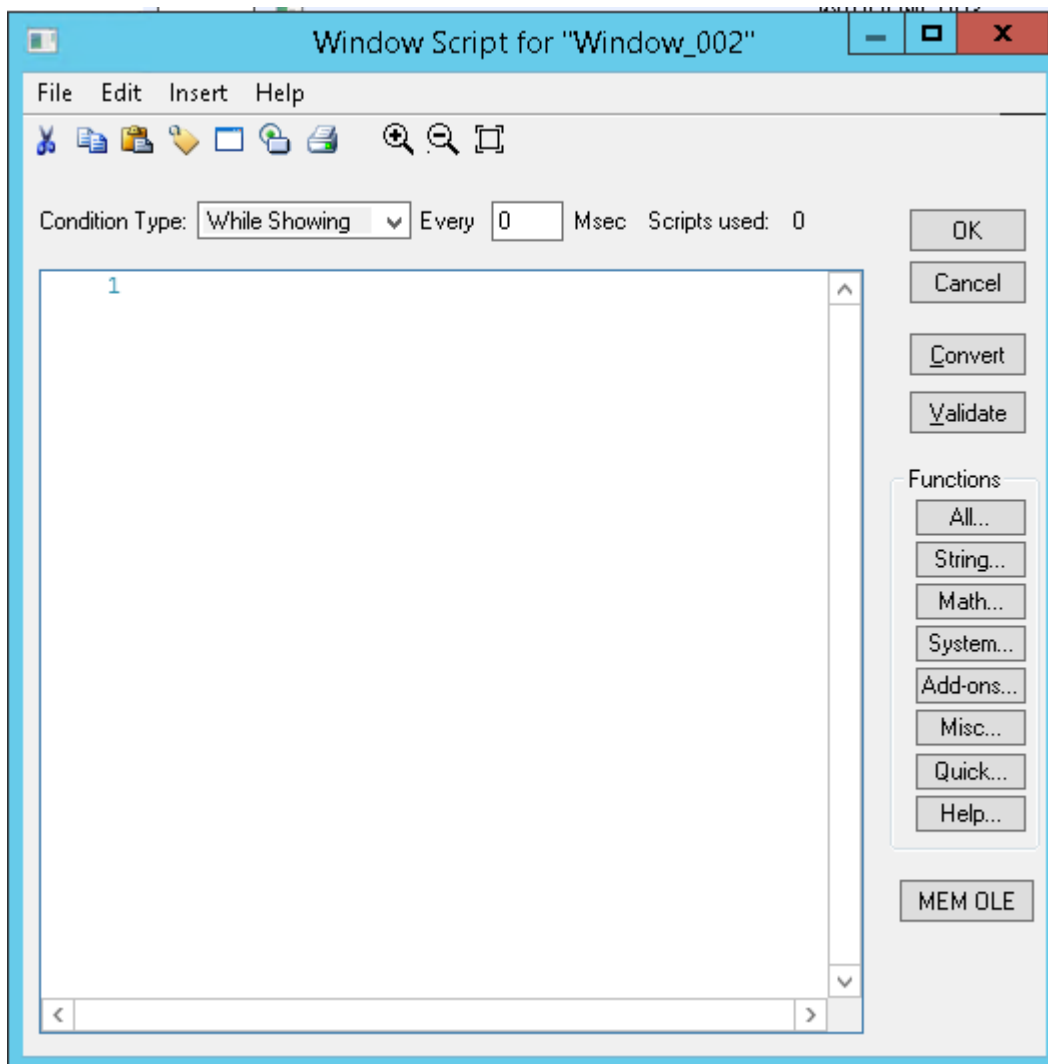 Window Script for "Window_002"
File Edit Insert Help
Condition Type: While Showing Every 0 Msec Scripts used: 0
OK
Cancel
1
Convert
Validate
Functions
All...
String...
Math...
System...
Add-ons...
Misc...
Quick...
Help...
MEM OLE